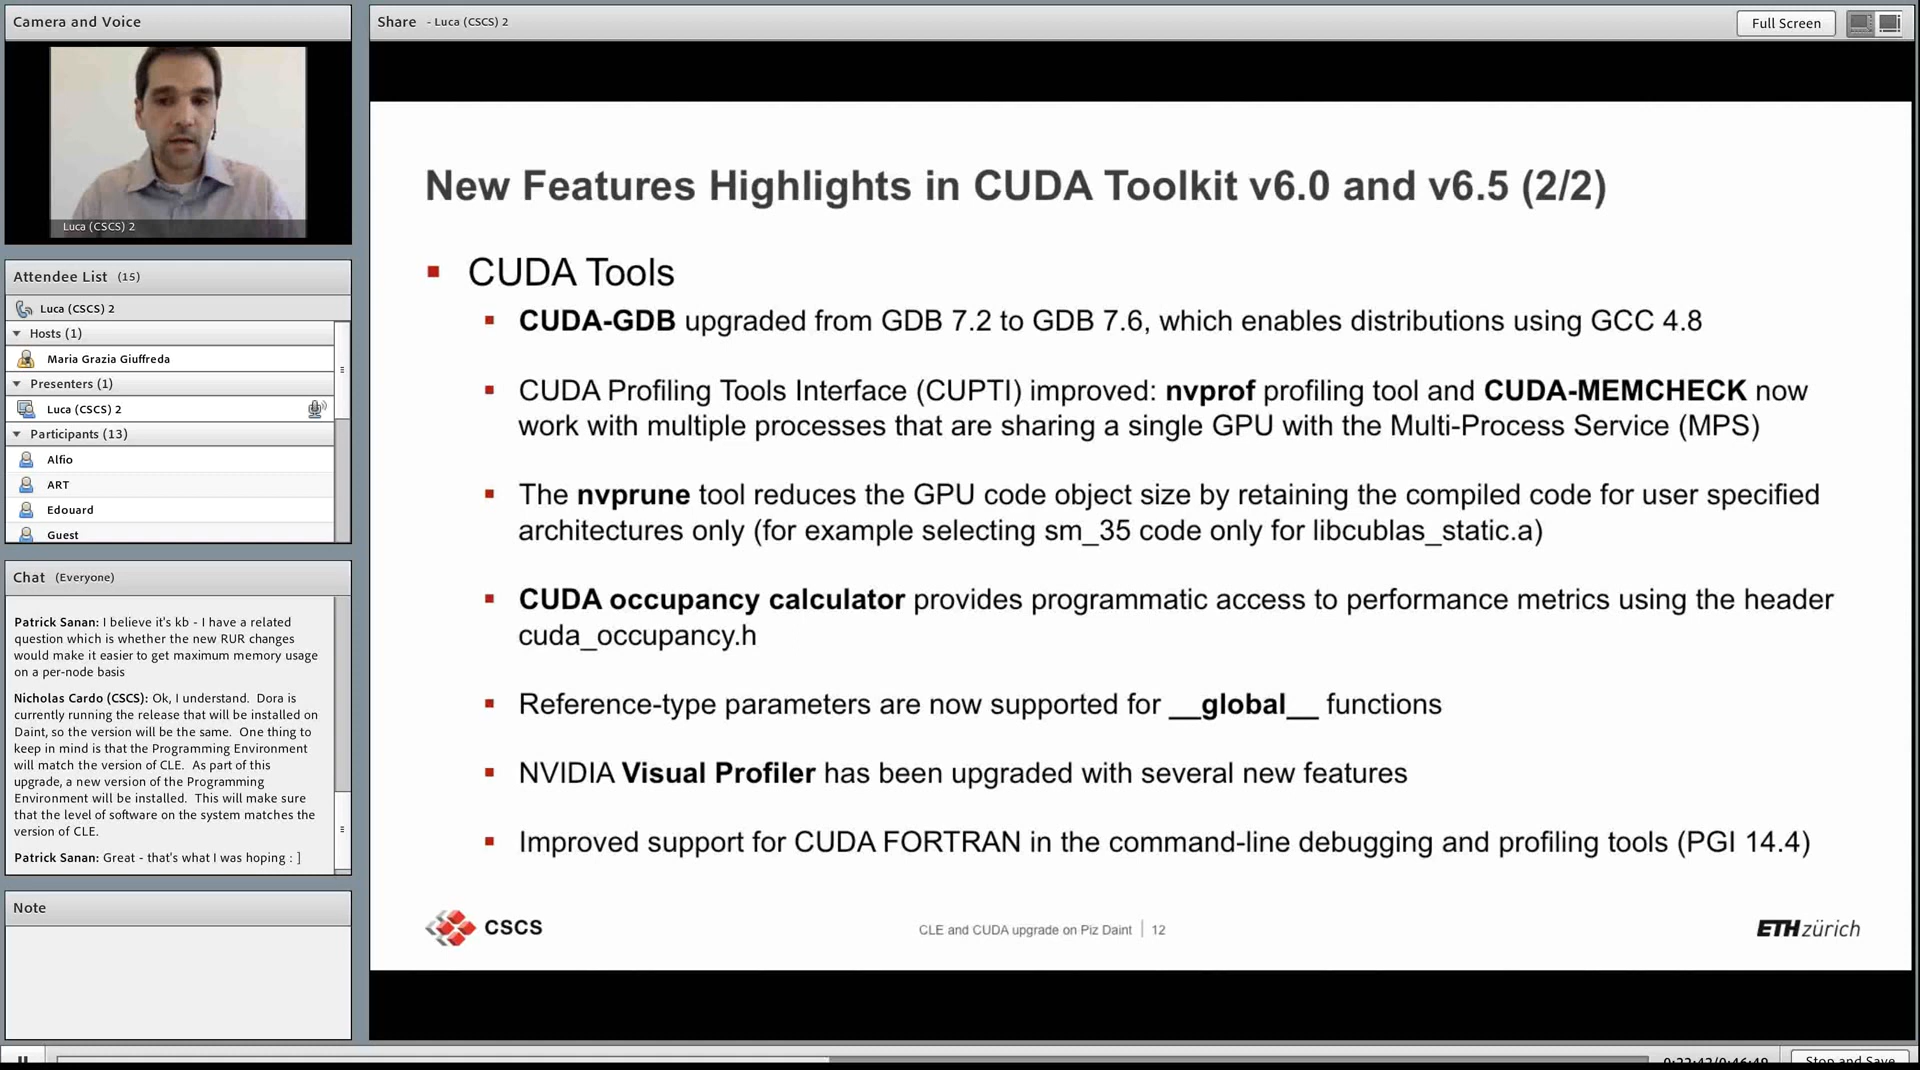 Camera and Voice
Luca (CSCS) 2
Attendee List (15)
Luca (CSCS) 2
Hosts (1)
Maria Grazia Giuffreda
Presenters (1)
Luca (CSCS) 2
Participants (13)
Alfio
ART
Edouard
Guest
Chat (Everyone)
Patrick Sanan: I believe it's kb - I have a related
question which is whether the new RUR changes
would make it easier to get maximum memory usage
on a per-node basis
Nicholas Cardo (CSCS): Ok, I understand. Dora is
currently running the release that will be installed on
Daint, so the version will be the same. One thing to
keep in mind is that the Programming Environment
will match the version of CLE. As part of this
upgrade, a new version of the Programming
Environment will be installed. This will make sure
that the level of software on the system matches the
version of CLE.
Patrick Sanan: Great - that's what I was hoping : ]
Note
Share - Luca (CSCS) 2
Full Screen
New Features Highlights in CUDA Toolkit v6.0 and v6.5 (2/2)
CUDA Tools
CUDA-GDB upgraded from GDB 7.2 to GDB 7.6, which enables distributions using GCC 4.8
CUDA Profiling Tools Interface (CUPTI) improved: nvprof profiling tool and CUDA-MEMCHECK now
work with multiple processes that are sharing a single GPU with the Multi-Process Service (MPS)
The nvprune tool reduces the GPU code object size by retaining the compiled code for user specified
architectures only (for example selecting sm_35 code only for libcublas_static.a)
CUDA occupancy calculator provides programmatic access to performance metrics using the header
cuda_occupancy.h
Reference-type parameters are now supported for __global__ functions
NVIDIA Visual Profiler has been upgraded with several new features
Improved support for CUDA FORTRAN in the command-line debugging and profiling tools (PGI 14.4)
CSCS
CLE and CUDA upgrade on Piz Daint | 12
ETH zürich
Stop and Save